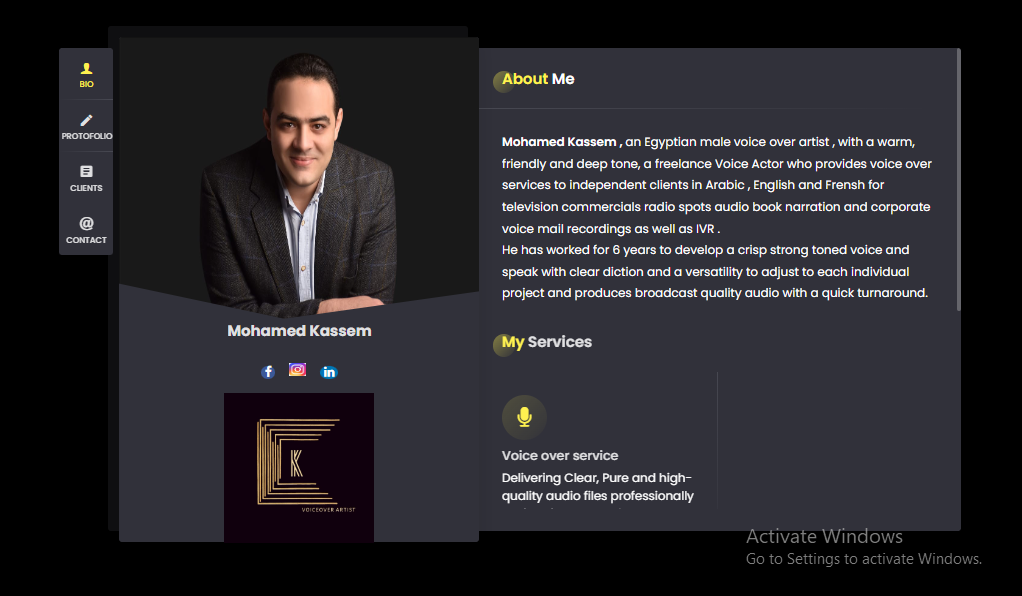 BIO
PROTOFOLIO
CLIENTS
CONTACT
Mohamed Kassem
K
VOICEOVER ARTIST
About Me
Mohamed Kassem , an Egyptian male voice over artist , with a warm,
friendly and deep tone, a freelance Voice Actor who provides voice over
services to independent clients in Arabic , English and Frensh for
television commercials radio spots audio book narration and corporate
voice mail recordings as well as IVR .
He has worked for 6 years to develop a crisp strong toned voice and
speak with clear diction and a versatility to adjust to each individual
project and produces broadcast quality audio with a quick turnaround.
My Services
Voice over service
Delivering Clear, Pure and high-
quality audio files professionally
Activate Windows
Go to Settings to activate Windows.